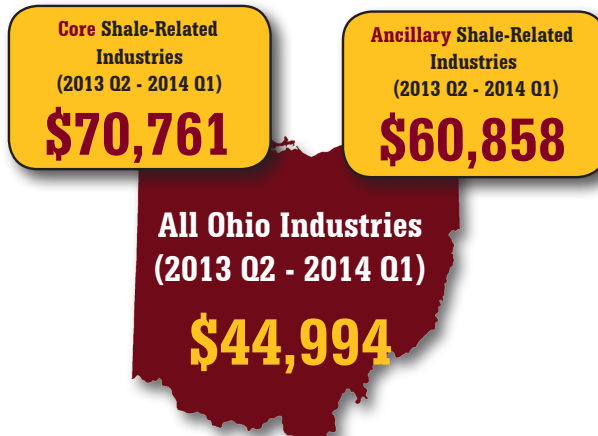 Core Shale-Related
Industries
(2013 Q2 - 2014 Q1)
$70,761
Ancillary Shale-Related
Industries
(2013 Q2 - 2014 Q1)
$60,858
All Ohio Industries
(2013 Q2 - 2014 Q1)
$44,994